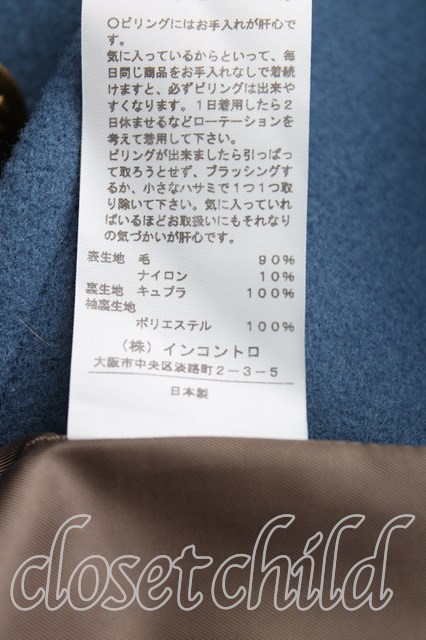 〇ピリングにはお手入れが肝心で
す。
気に入っているからといって、毎
日同じ商品をお手入れなしで着続
けますと、必ずピリングは出来や
すくなります。1日着用したら2
日休ませるなどローテーションを
考えて着用して下さい。
ピリングが出来ましたら引っぱっ
て取ろうとせず、ブラッシングす
るか、小さなハサミで1つ1つ取
り除いて下さい。気に入っていれ
ばいるほどお取扱いにもそれなり
の気づかいが肝心です。
表生地 毛 90%
ナイロン 10%
裏生地 キュプラ 100%
袖裏生地
ポリエステル 100%
(株)インコントロ
大阪市中央区淡路町2-3-5
日本製
closet child